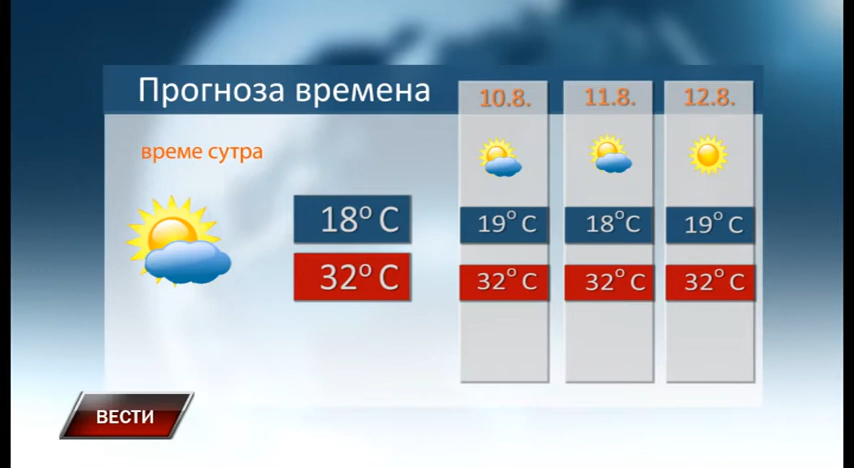 Прогноза времена
време сутра
18° C
32° C
10.8.
19° C
32° C
11.8.
18°C
32° C
12.8.
19° C
32° C
ВЕСТИ